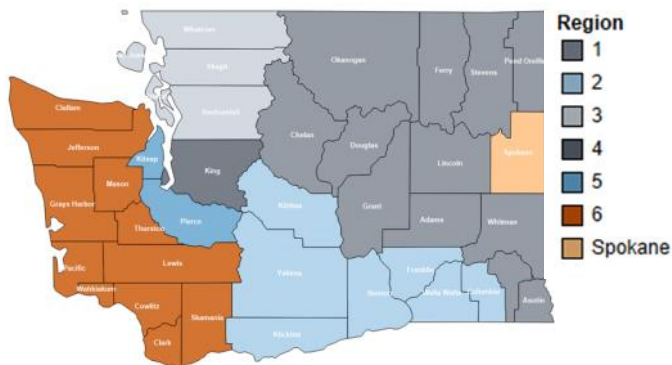 Region
1
2
3
4
5
6
Spokane
Whatcom
Skagit
Snohomish
Okanogan
Ferry
Stevens
Pend Oreille
Clallam
Jefferson
Kitsap
King
Chelan
Douglas
Lincoln
Spokane
Mason
Grays Harbor
Kittitas
Grant
Adams
Whitman
Pierce
Thurston
Pacific
Lewis
Yakima
Franklin
Benton
Walla Walla
Columbia
Asotin
Wahkiakum
Cowlitz
Skamania
Klickitat
Clark